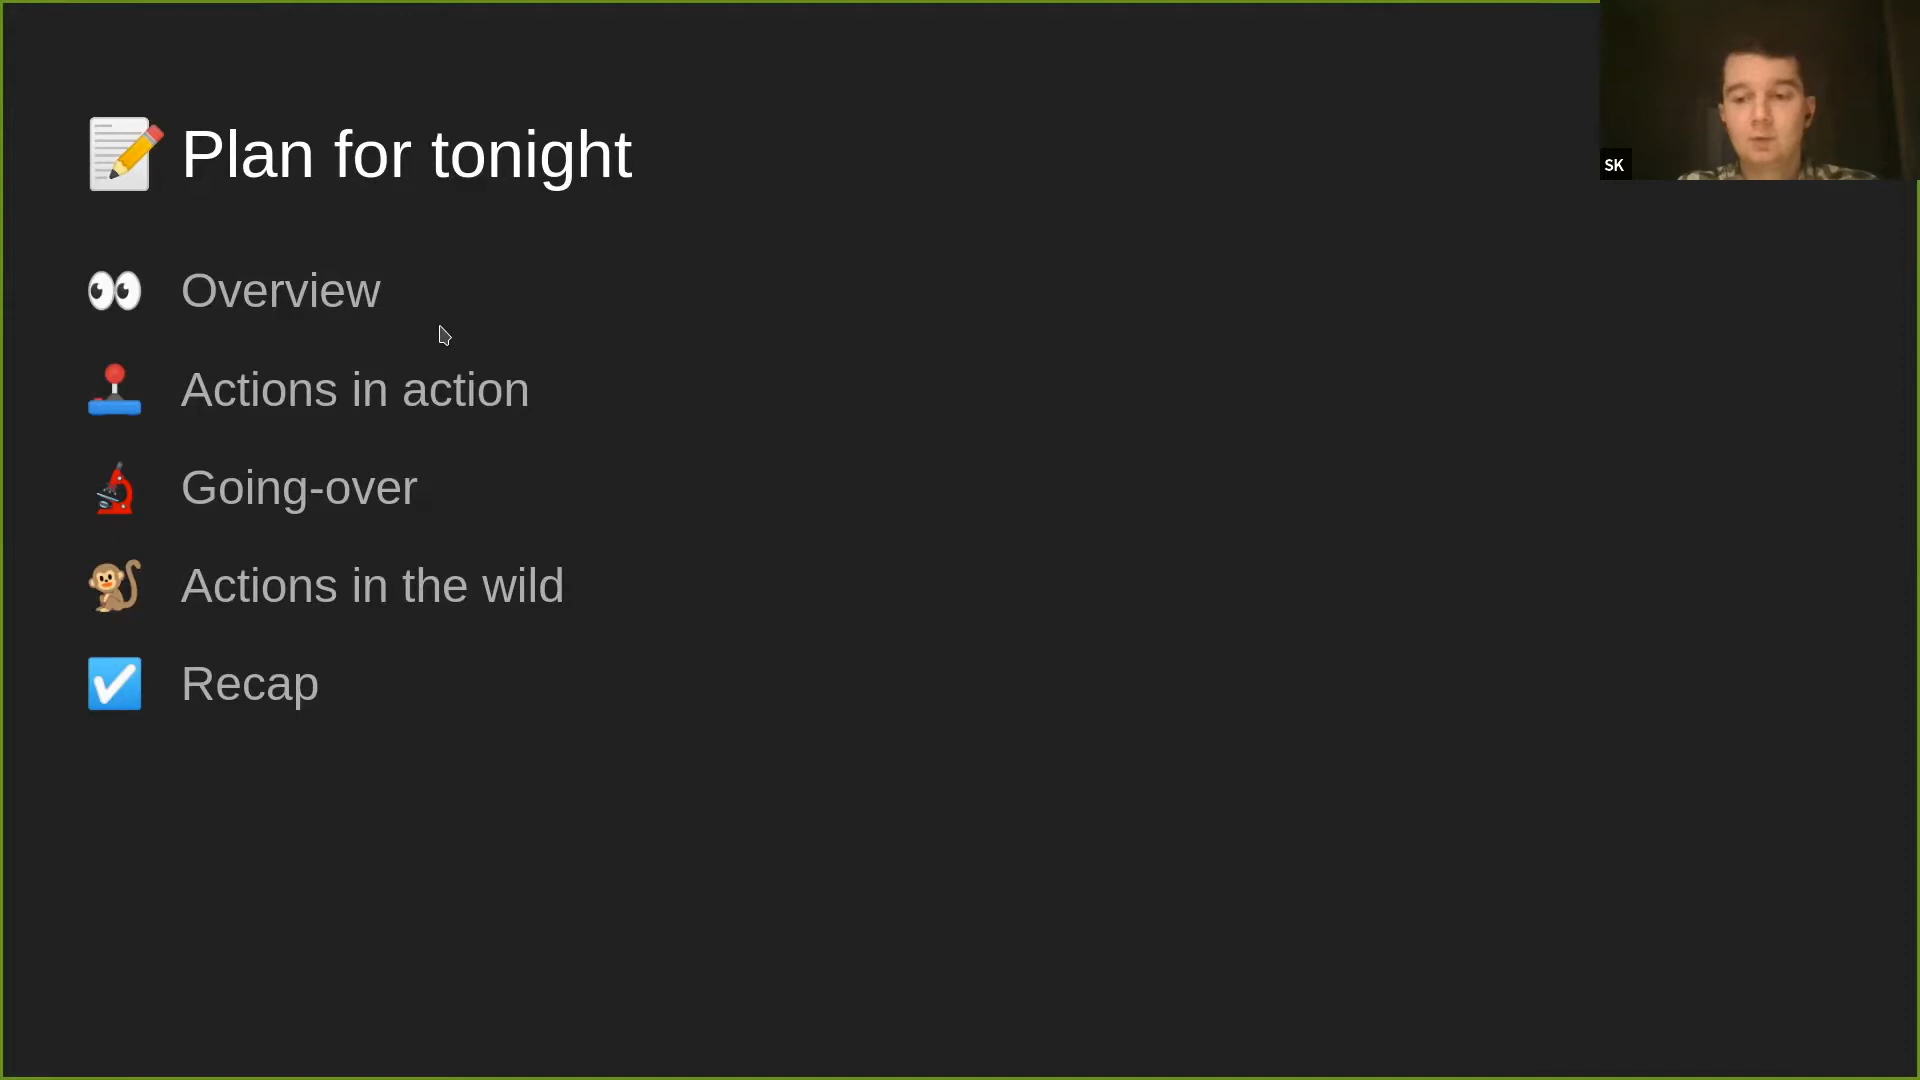 Plan for tonight
SK
Overview
Actions in action
Going-over
Actions in the wild
Recap